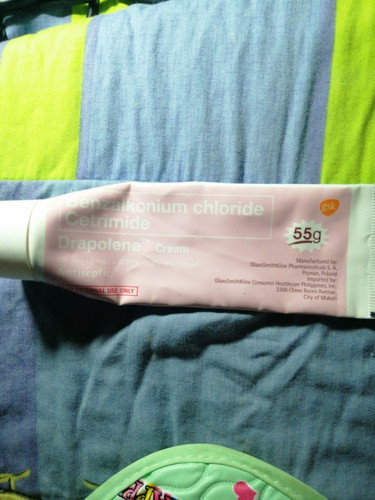 Benzalkonium chloride
Cetrimide
Drapolene™ Cream
Antiseptic
EXTERNAL USE ONLY
gsk
55g
Manufactured by:
GlaxoSmithKline Pharmaceuticals S. A.
Poznan, Poland
Imported by:
GlaxoSmithKline Consumer Healthcare Philippines, Inc.
2266 Chino Roces Avenue,
City of Makati